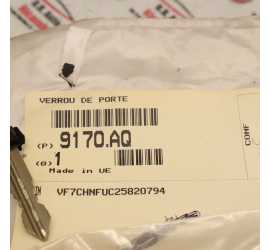 VERROU DE PORTE
(P) 9170.AQ
(Q) 1
Made in UE
VF7CHNFUC25820794
CONF